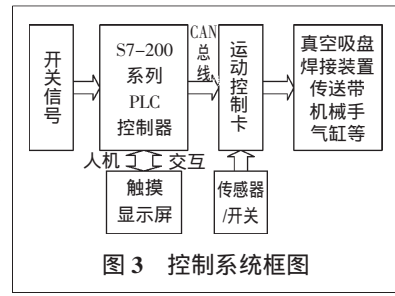 开关信号
S7-200
系列
PLC
控制器
CAN
总线
运动控制卡
真空吸盘
焊接装置
传送带
机械手
气缸等
人机 交互
触摸
显示屏
传感器
/开关
图 3 控制系统框图